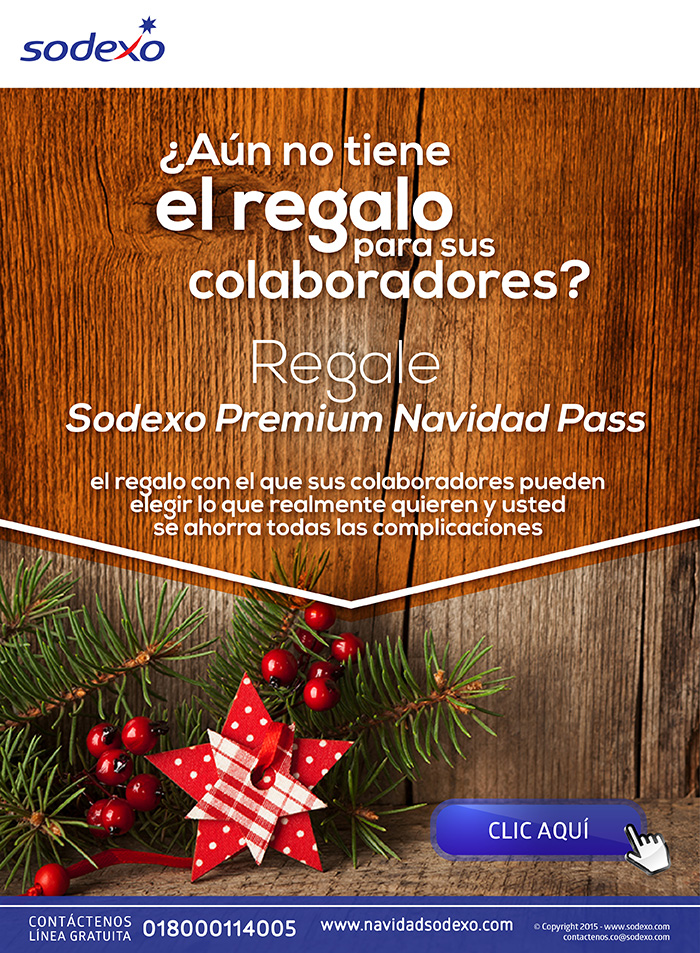 sodexo
¿Aún no tiene
el regalo
para sus
colaboradores?
Regale
Sodexo Premium Navidad Pass
el regalo con el que sus colaboradores pueden
elegir lo que realmente quieren y usted
se ahorra todas las complicaciones
CLIC AQUÍ
CONTÁCTENOS
LÍNEA GRATUITA
018000114005
www.navidadsodexo.com
© Copyright 2015 - www.sodexo.com
contactenos.co@sodexo.com